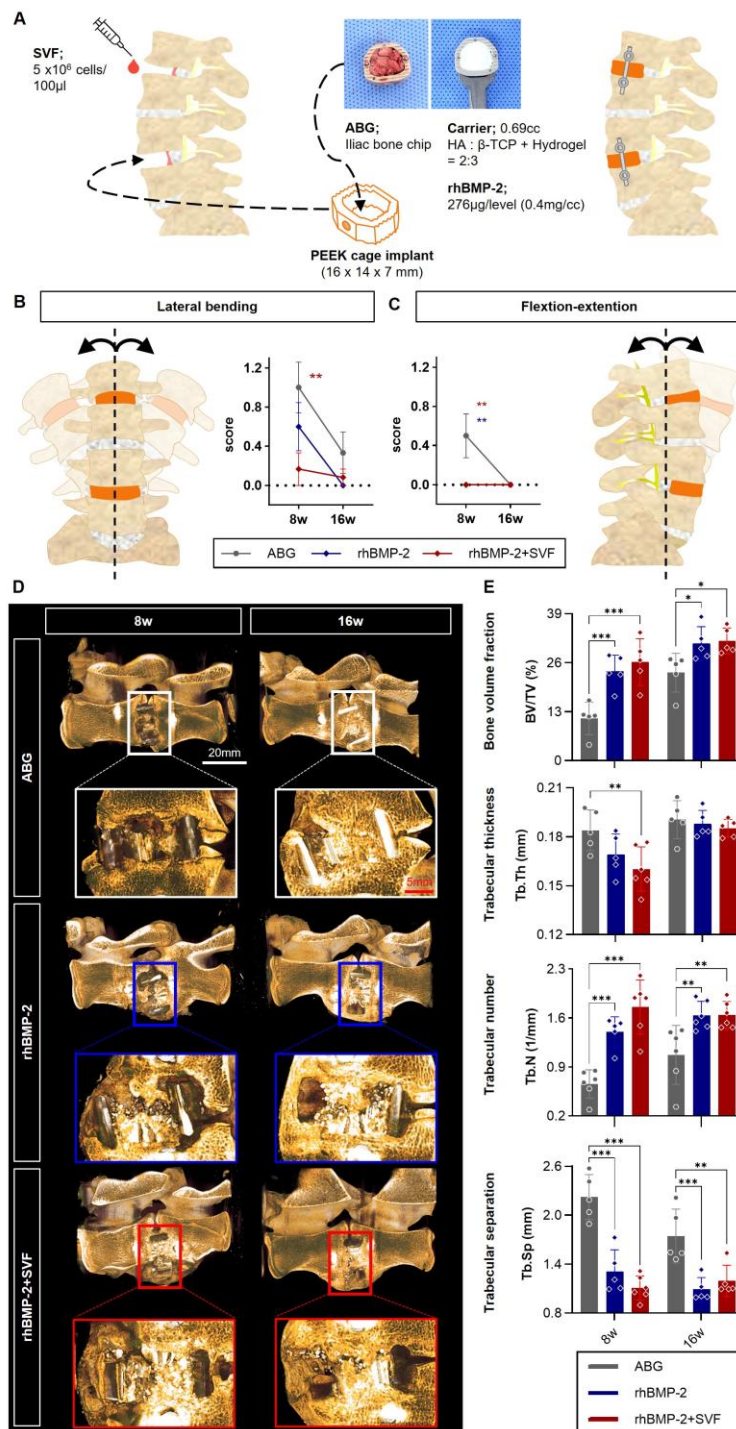 A
SVF;
5 x10⁶ cells/
100µl
ABG;
Iliac bone chip
Carrier; 0.69cc
HA : β-TCP + Hydrogel
= 2:3
rhBMP-2;
276µg/level (0.4mg/cc)
PEEK cage implant
(16 x 14 x 7 mm)
B
Lateral bending
score
1.2
0.8
0.4
0.0
**
8w
16w
C
Flextion-extention
score
1.2
0.8
0.4
0.0
**
**
8w
16w
ABG
rhBMP-2
rhBMP-2+SVF
D
8w
16w
ABG
20mm
5mm
rhBMP-2
rhBMP-2+SVF
E
Bone volume fraction
BV/TV (%)
39
26
13
0
***
***
*
*
Trabecular thickness
Tb.Th (mm)
0.21
0.18
0.15
0.12
**
Trabecular number
Tb.N (1/mm)
2.3
1.6
0.9
0.2
***
***
**
**
Trabecular separation
Tb.Sp (mm)
2.6
2.0
1.4
0.8
***
***
**
***
8w
16w
ABG
rhBMP-2
rhBMP-2+SVF